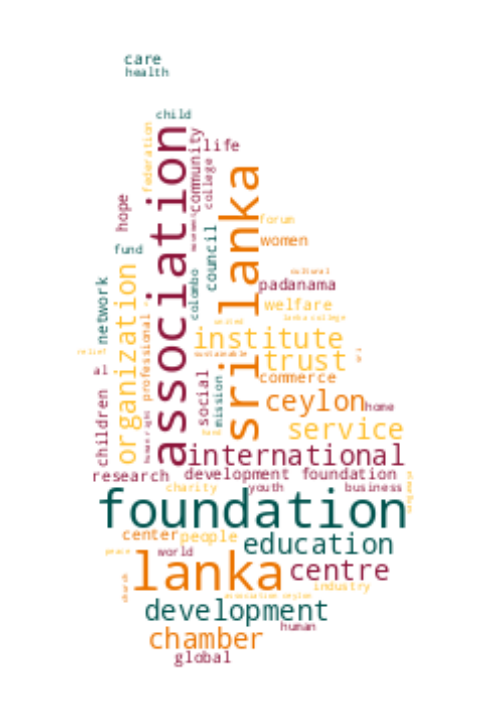 care
health
child
federation
association
community
life
college
hope
sri lanka
forum
council
women
fund
cultural
network
organization
colombo
padanama
welfare
professional
lanka college
united
institute
relief
sustainable
trust
al
social
mission
commerce
children
human right
ceylon
home
service
international
research
development foundation
charity
youth
business
foundation
center
people
education
peace
world
lanka
centre
church
industry
association ceylon
development
human
chamber
global